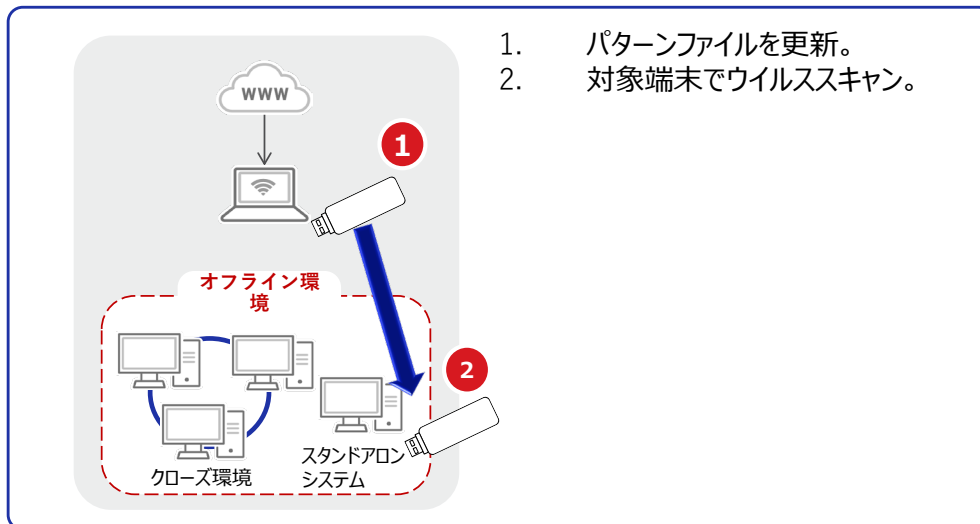 1. パターンファイルを更新。
2. 対象端末でウイルススキャン。
WWW
1
オフライン環
境
2
クローズ環境
スタンドアロン
システム